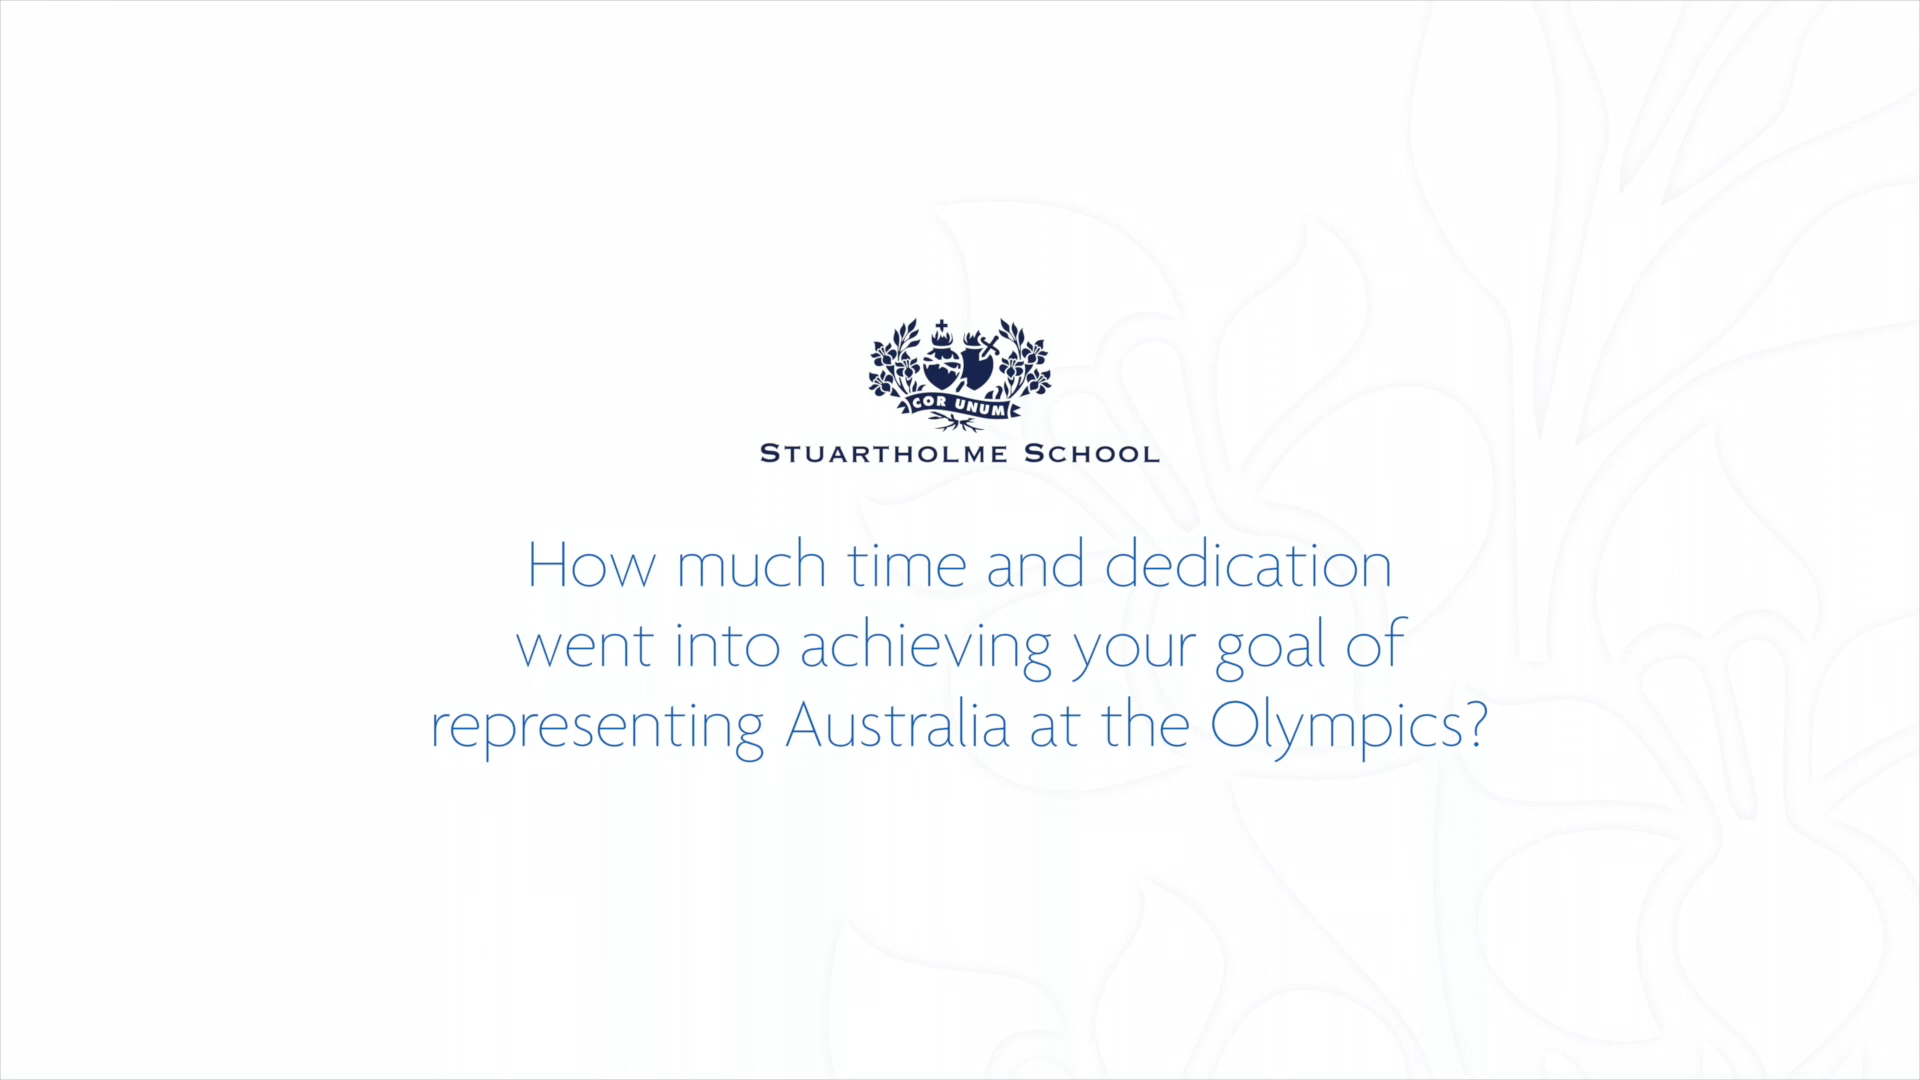 COR UNUM
STUARTHOLME SCHOOL
How much time and dedication
went into achieving your goal of
representing Australia at the Olympics?